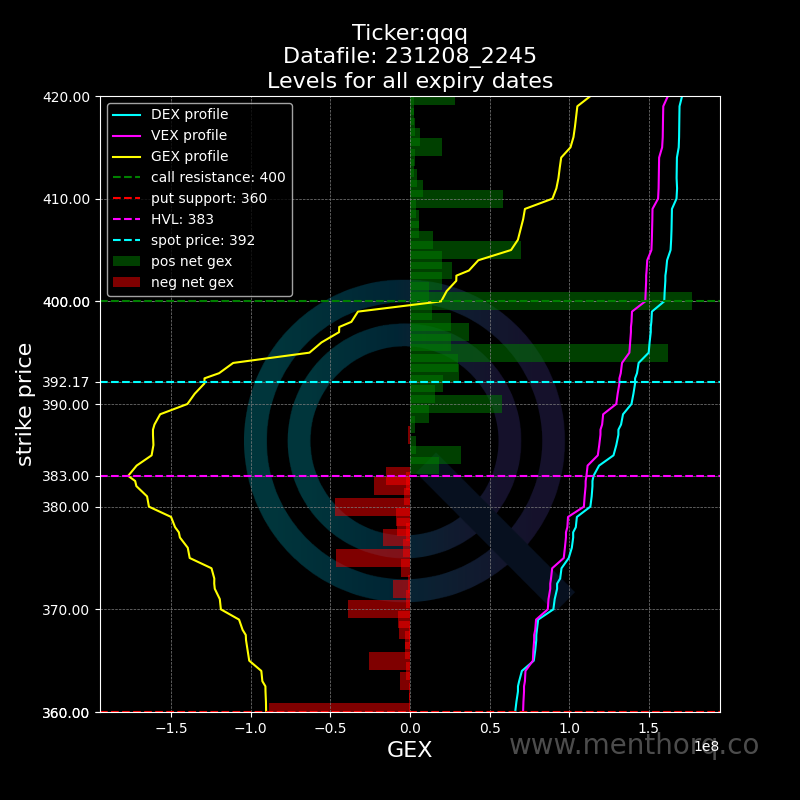 Ticker:qqq
Datafile: 231208_2245
Levels for all expiry dates
DEX profile
VEX profile
GEX profile
call resistance: 400
put support: 360
HVL: 383
spot price: 392
pos net gex
neg net gex
420.00
410.00
400.00
392.17
390.00
383.00
380.00
370.00
360.00
strike price
−1.5
−1.0
−0.5
0.0
0.5
1.0
1.5
1e8
GEX
www.menthorq.co